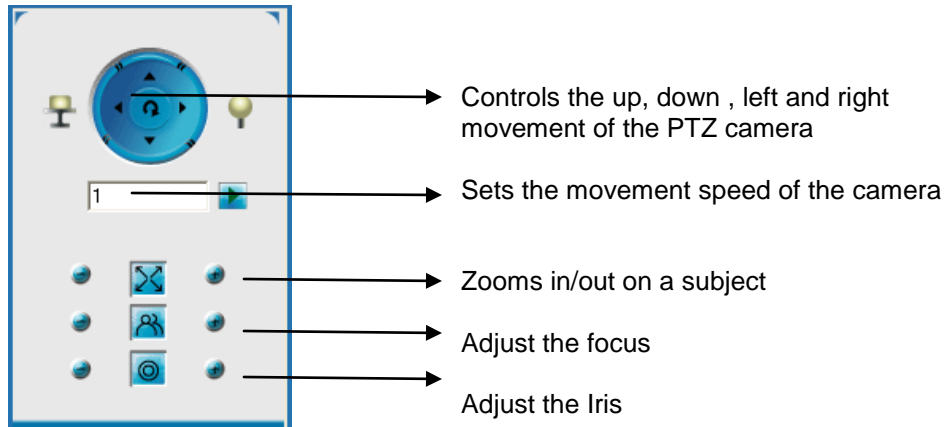 Controls the up, down , left and right
movement of the PTZ camera
1
Sets the movement speed of the camera
Zooms in/out on a subject
Adjust the focus
Adjust the Iris